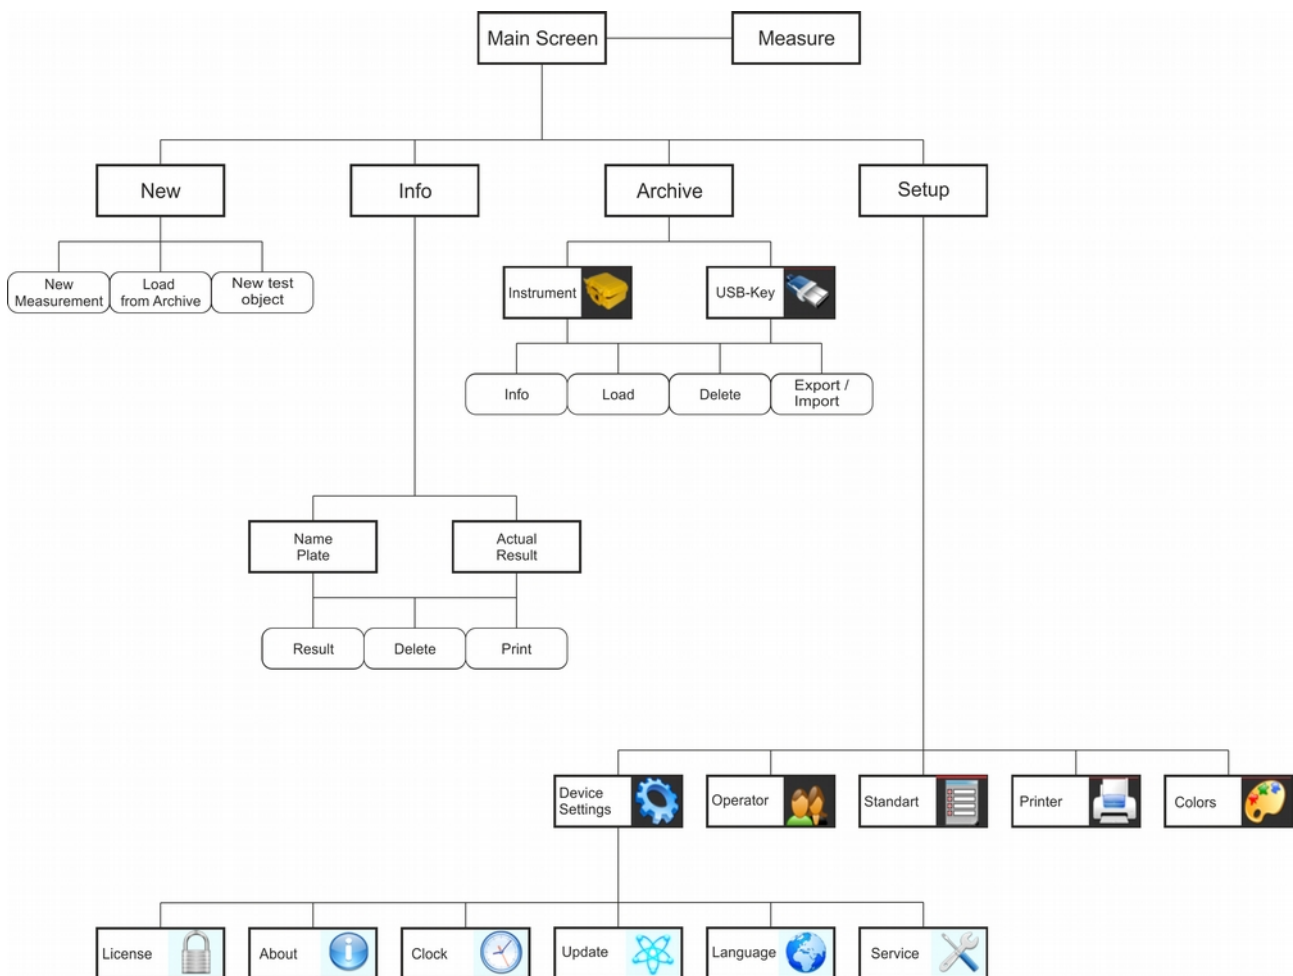 Main Screen
Measure
New
Info
Archive
Setup
New
Measurement
Load
from Archive
New test
object
Instrument
USB-Key
Info
Load
Delete
Export /
Import
Name
Plate
Actual
Result
Result
Delete
Print
Device
Settings
Operator
Standart
Printer
Colors
License
About
Clock
Update
Language
Service